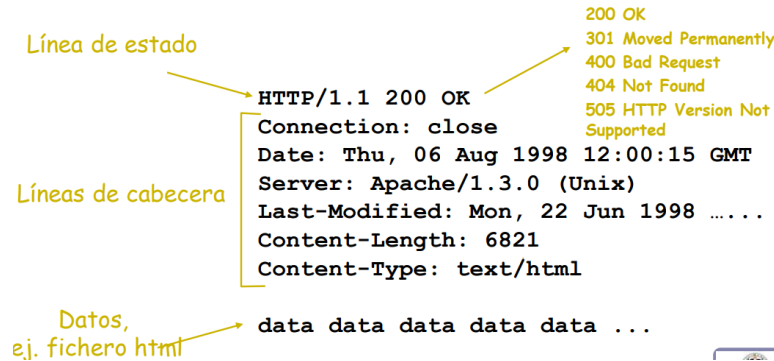 200 OK
301 Moved Permanently
400 Bad Request
404 Not Found
505 HTTP Version Not
Supported
Línea de estado
HTTP/1.1 200 OK
Connection: close
Date: Thu, 06 Aug 1998 12:00:15 GMT
Server: Apache/1.3.0 (Unix)
Last-Modified: Mon, 22 Jun 1998 …...
Content-Length: 6821
Content-Type: text/html
Líneas de cabecera
data data data data data ...
Datos,
ej. fichero html